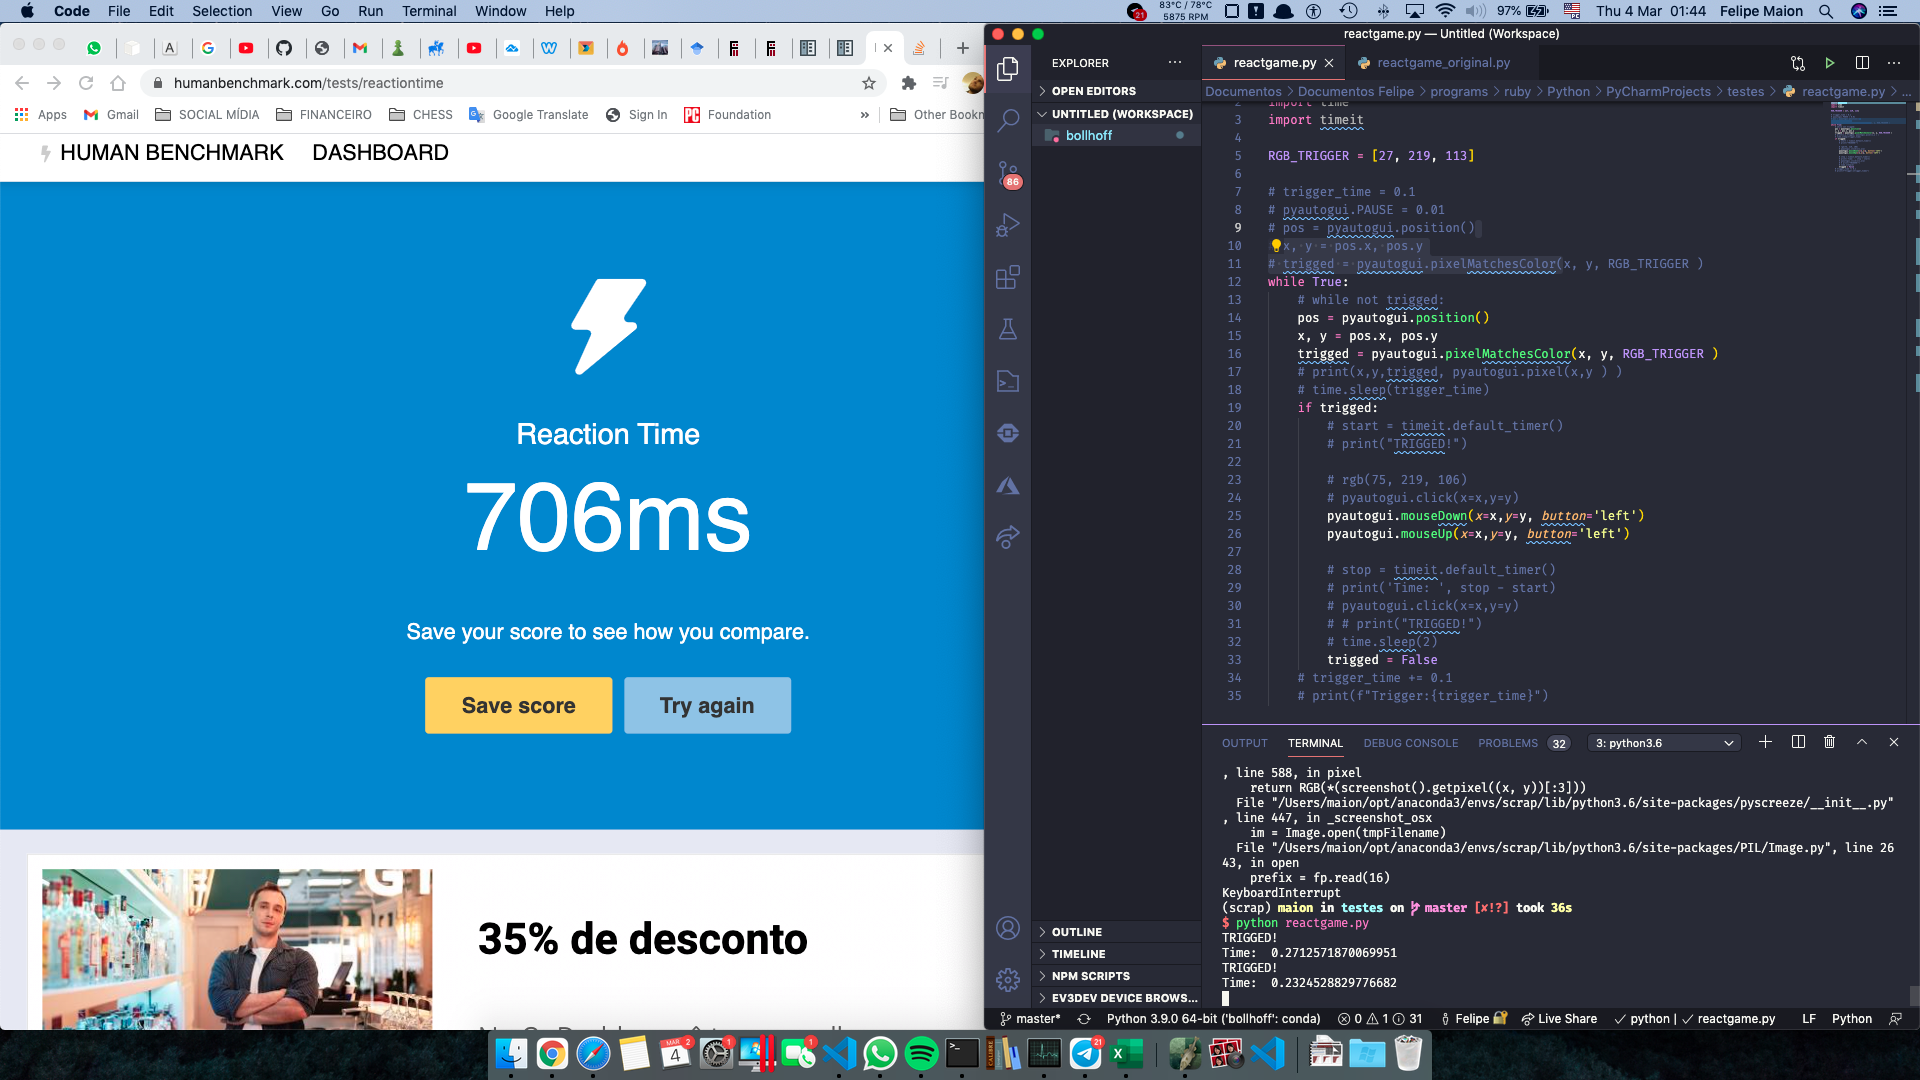 Code File Edit Selection View Go Run Terminal Window Help
21 83°C / 78°C 5875 RPM 97% Thu 4 Mar 01:44 Felipe Maion
humanbenchmark.com/tests/reactiontime
Apps Gmail SOCIAL MÍDIA FINANCEIRO CHESS Google Translate Sign In Foundation » Other Bookn
HUMAN BENCHMARK DASHBOARD
Reaction Time
706ms
Save your score to see how you compare.
Save score Try again
35% de desconto
reactgame.py — Untitled (Workspace)
EXPLORER
OPEN EDITORS
UNTITLED (WORKSPACE)
bollhoff
86
OUTLINE
TIMELINE
NPM SCRIPTS
EV3DEV DEVICE BROWS...
reactgame.py reactgame_original.py
Documentos > Documentos Felipe > programs > ruby > Python > PyCharmProjects > testes > reactgame.py > ...
2 import time
3 import timeit
4
5 RGB_TRIGGER = [27, 219, 113]
6
7 # trigger_time = 0.1
8 # pyautogui.PAUSE = 0.01
9 # pos = pyautogui.position()
10 x, y = pos.x, pos.y
11 # trigged = pyautogui.pixelMatchesColor(x, y, RGB_TRIGGER )
12 while True:
13 # while not trigged:
14 pos = pyautogui.position()
15 x, y = pos.x, pos.y
16 trigged = pyautogui.pixelMatchesColor(x, y, RGB_TRIGGER )
17 # print(x,y,trigged, pyautogui.pixel(x,y ) )
18 # time.sleep(trigger_time)
19 if trigged:
20 # start = timeit.default_timer()
21 # print("TRIGGED!")
22
23 # rgb(75, 219, 106)
24 # pyautogui.click(x=x,y=y)
25 pyautogui.mouseDown(x=x,y=y, button='left')
26 pyautogui.mouseUp(x=x,y=y, button='left')
27
28 # stop = timeit.default_timer()
29 # print('Time: ', stop - start)
30 # pyautogui.click(x=x,y=y)
31 # # print("TRIGGED!")
32 # time.sleep(2)
33 trigged = False
34 # trigger_time += 0.1
35 # print(f"Trigger:{trigger_time}")
OUTPUT TERMINAL DEBUG CONSOLE PROBLEMS 32 3: python3.6
, line 588, in pixel
return RGB(*(screenshot().getpixel((x, y))[:3]))
File "/Users/maion/opt/anaconda3/envs/scrap/lib/python3.6/site-packages/pyscreeze/__init__.py"
, line 447, in _screenshot_osx
im = Image.open(tmpFilename)
File "/Users/maion/opt/anaconda3/envs/scrap/lib/python3.6/site-packages/PIL/Image.py", line 26
43, in open
prefix = fp.read(16)
KeyboardInterrupt
(scrap) maion in testes on master [✘!?] took 36s
$ python reactgame.py
TRIGGED!
Time: 0.2712571870069951
TRIGGED!
Time: 0.2324528829776682
master* Python 3.9.0 64-bit ('bollhoff': conda) 0 1 31 Felipe Live Share python | reactgame.py LF Python
MAR 4 2 1 1 21